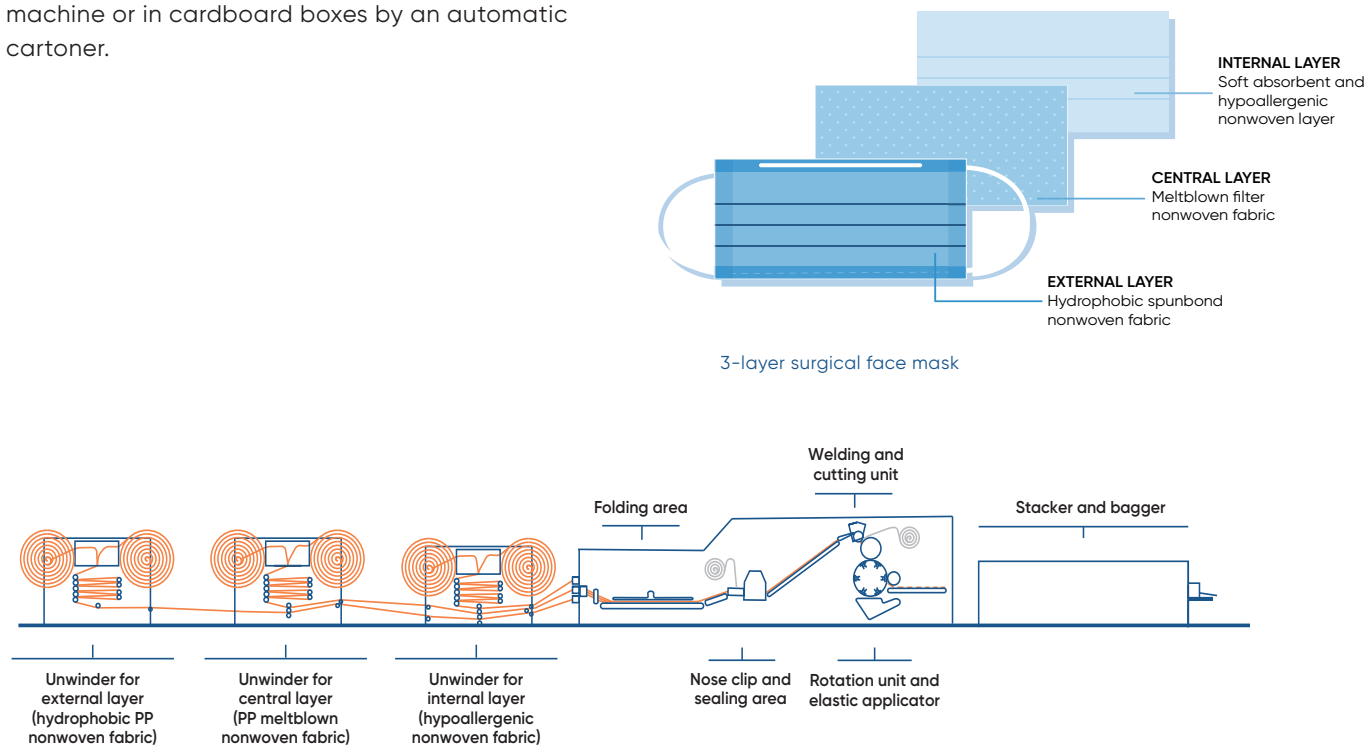 machine or in cardboard boxes by an automatic
cartoner.
INTERNAL LAYER
Soft absorbent and
hypoallergenic
nonwoven layer
CENTRAL LAYER
Meltblown filter
nonwoven fabric
EXTERNAL LAYER
Hydrophobic spunbond
nonwoven fabric
3-layer surgical face mask
Welding and
cutting unit
Folding area
Stacker and bagger
Unwinder for
external layer
(hydrophobic PP
nonwoven fabric)
Unwinder for
central layer
(PP meltblown
nonwoven fabric)
Unwinder for
internal layer
(hypoallergenic
nonwoven fabric)
Nose clip and
sealing area
Rotation unit and
elastic applicator